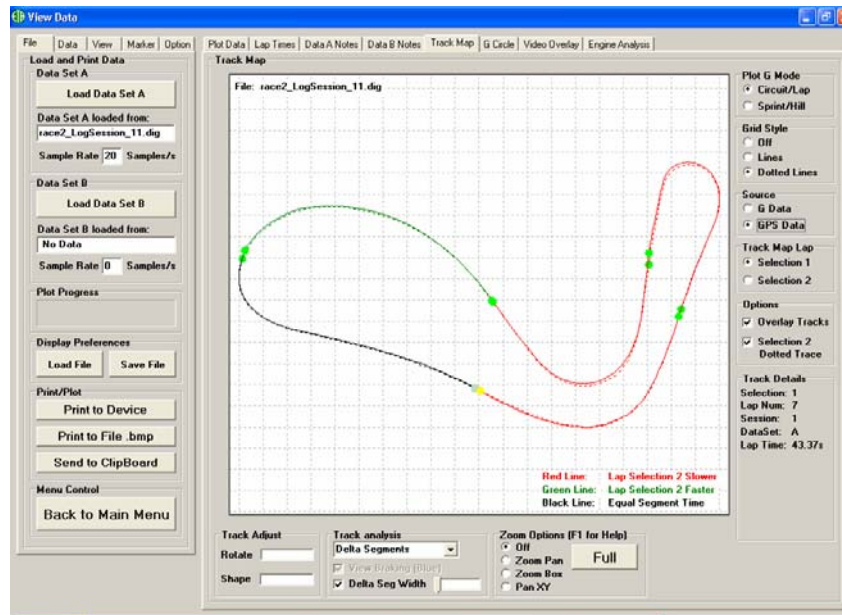 View Data
File Data View Marker Option
Plot Data Lap Times Data A Notes Data B Notes Track Map G Circle Video Overlay Engine Analysis
Load and Print Data
Data Set A
Load Data Set A
Data Set A loaded from:
race2_LogSession_11.dig
Sample Rate 20 Samples/s
Data Set B
Load Data Set B
Data Set B loaded from:
No Data
Sample Rate 0 Samples/s
Plot Progress
Display Preferences
Load File Save File
Print/Plot
Print to Device
Print to File .bmp
Send to ClipBoard
Menu Control
Back to Main Menu
Track Map
File: race2_LogSession_11.dig
Red Line: Lap Selection 2 Slower
Green Line: Lap Selection 2 Faster
Black Line: Equal Segment Time
Track Adjust
Rotate
Shape
Track analysis
Delta Segments
View Braking (Blue)
Delta Seg Width
Zoom Options (F1 for Help)
Off
Zoom Pan
Zoom Box
Pan XY
Full
Plot G Mode
Circuit/Lap
Sprint/Hill
Grid Style
Off
Lines
Dotted Lines
Source
G Data
GPS Data
Track Map Lap
Selection 1
Selection 2
Options
Overlay Tracks
Selection 2
Dotted Trace
Track Details
Selection: 1
Lap Num: 7
Session: 1
DataSet: A
Lap Time: 43.37s